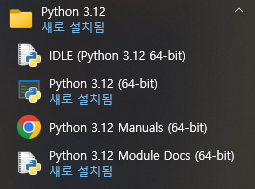 Python 3.12
새로 설치됨
IDLE (Python 3.12 64-bit)
Python 3.12 (64-bit)
새로 설치됨
Python 3.12 Manuals (64-bit)
Python 3.12 Module Docs (64-bit)
새로 설치됨